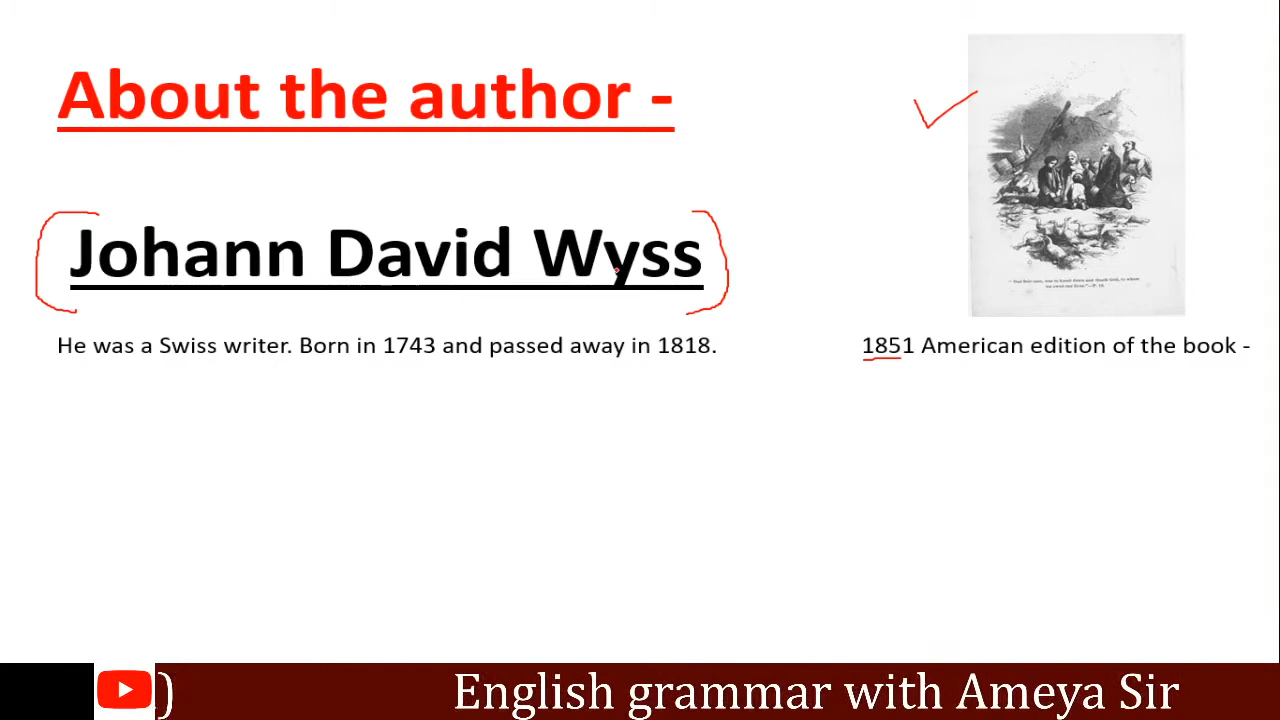 About the author -
Johann David Wyss
He was a Swiss writer. Born in 1743 and passed away in 1818.
1851 American edition of the book -
)
English grammar with Ameya Sir